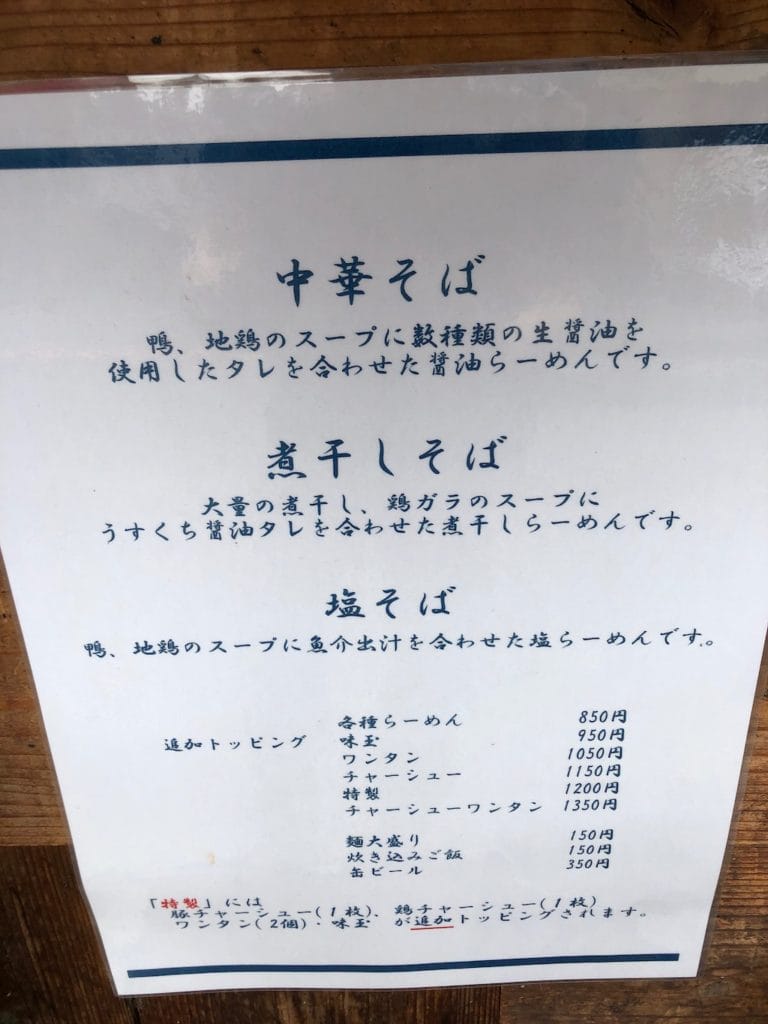 中華そば
鴨、地鶏のスープに数種類の生醤油を
使用したタレを合わせた醤油らーめんです。
煮干しそば
大量の煮干し、鶏ガラのスープに
うすくち醤油タレを合わせた煮干しらーめんです。
塩そば
鴨、地鶏のスープに魚介出汁を合わせた塩らーめんです。
各種らーめん 850円
追加トッピング 味玉 950円
ワンタン 1050円
チャーシュー 1150円
特製 1200円
チャーシューワンタン 1350円
麺大盛り 150円
炊き込みご飯 150円
缶ビール 350円
「特製」には
豚チャーシュー(1枚)、鶏チャーシュー(1枚)
ワンタン(2個)・味玉 が追加トッピングされます。